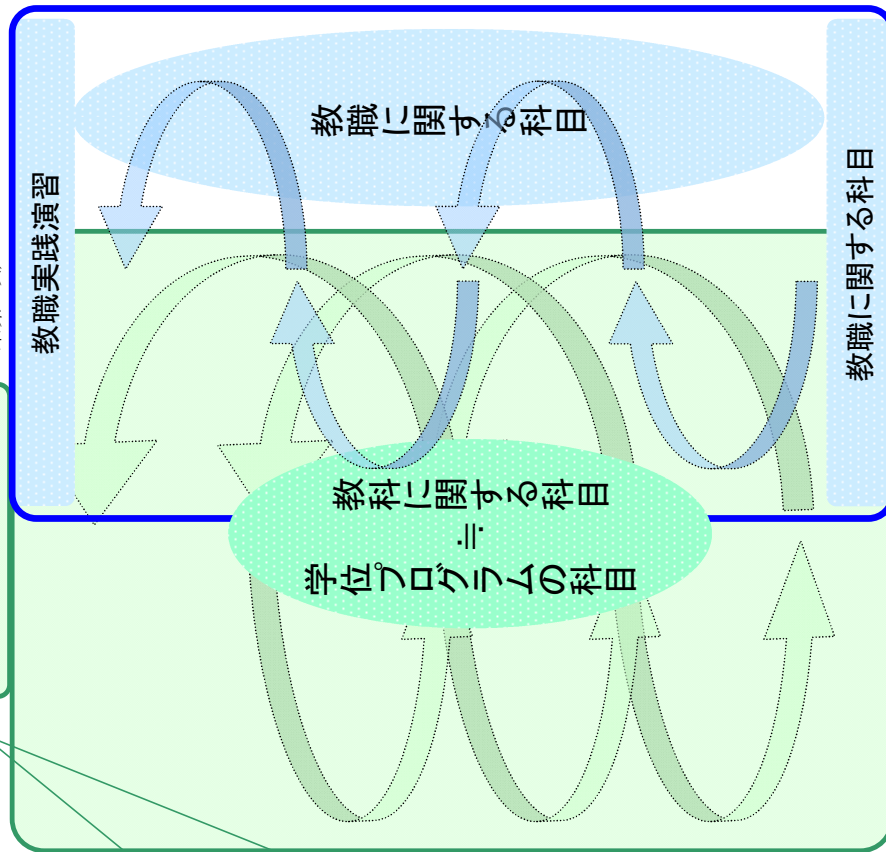 教職実践演習
教職に関する科目
教職に関する科目
教科に関する科目
≒
学位プログラムの科目